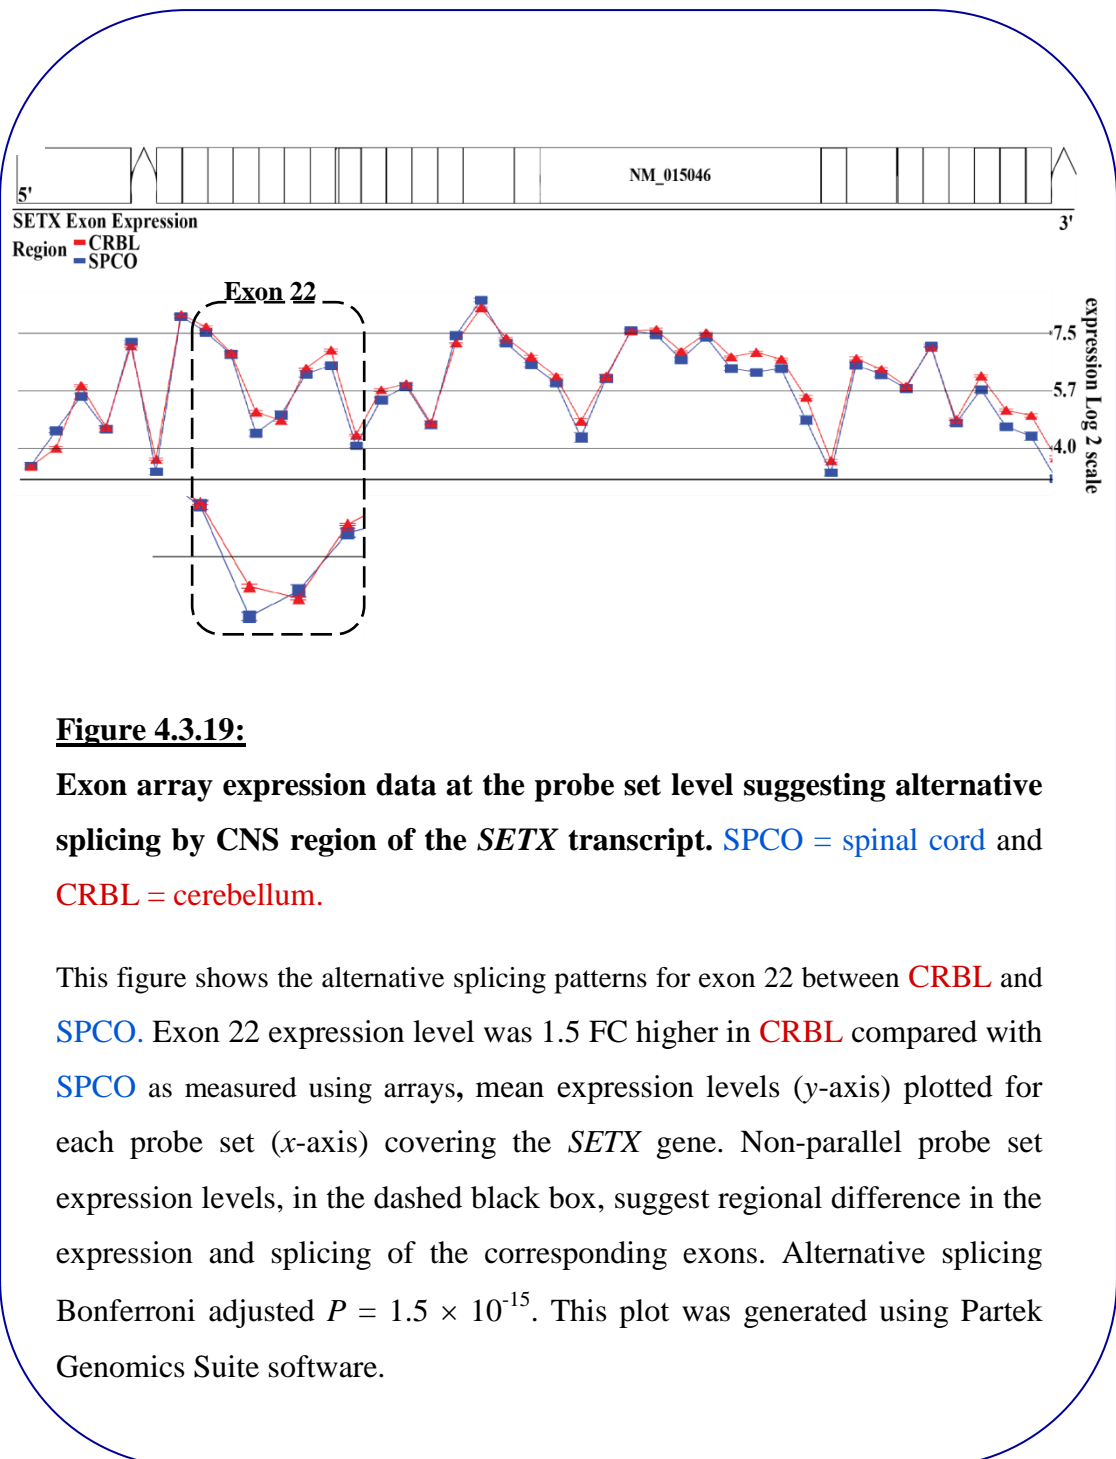 NM_015046
5'
3'
SETX Exon Expression
Region CRBL
SPCO
Exon 22
7.5
5.7
4.0
expression Log 2 scale
Figure 4.3.19:
Exon array expression data at the probe set level suggesting alternative
splicing by CNS region of the SETX transcript. SPCO = spinal cord and
CRBL = cerebellum.
This figure shows the alternative splicing patterns for exon 22 between CRBL and
SPCO. Exon 22 expression level was 1.5 FC higher in CRBL compared with
SPCO as measured using arrays, mean expression levels (y-axis) plotted for
each probe set (x-axis) covering the SETX gene. Non-parallel probe set
expression levels, in the dashed black box, suggest regional difference in the
expression and splicing of the corresponding exons. Alternative splicing
Bonferroni adjusted P = 1.5 × 10-15. This plot was generated using Partek
Genomics Suite software.